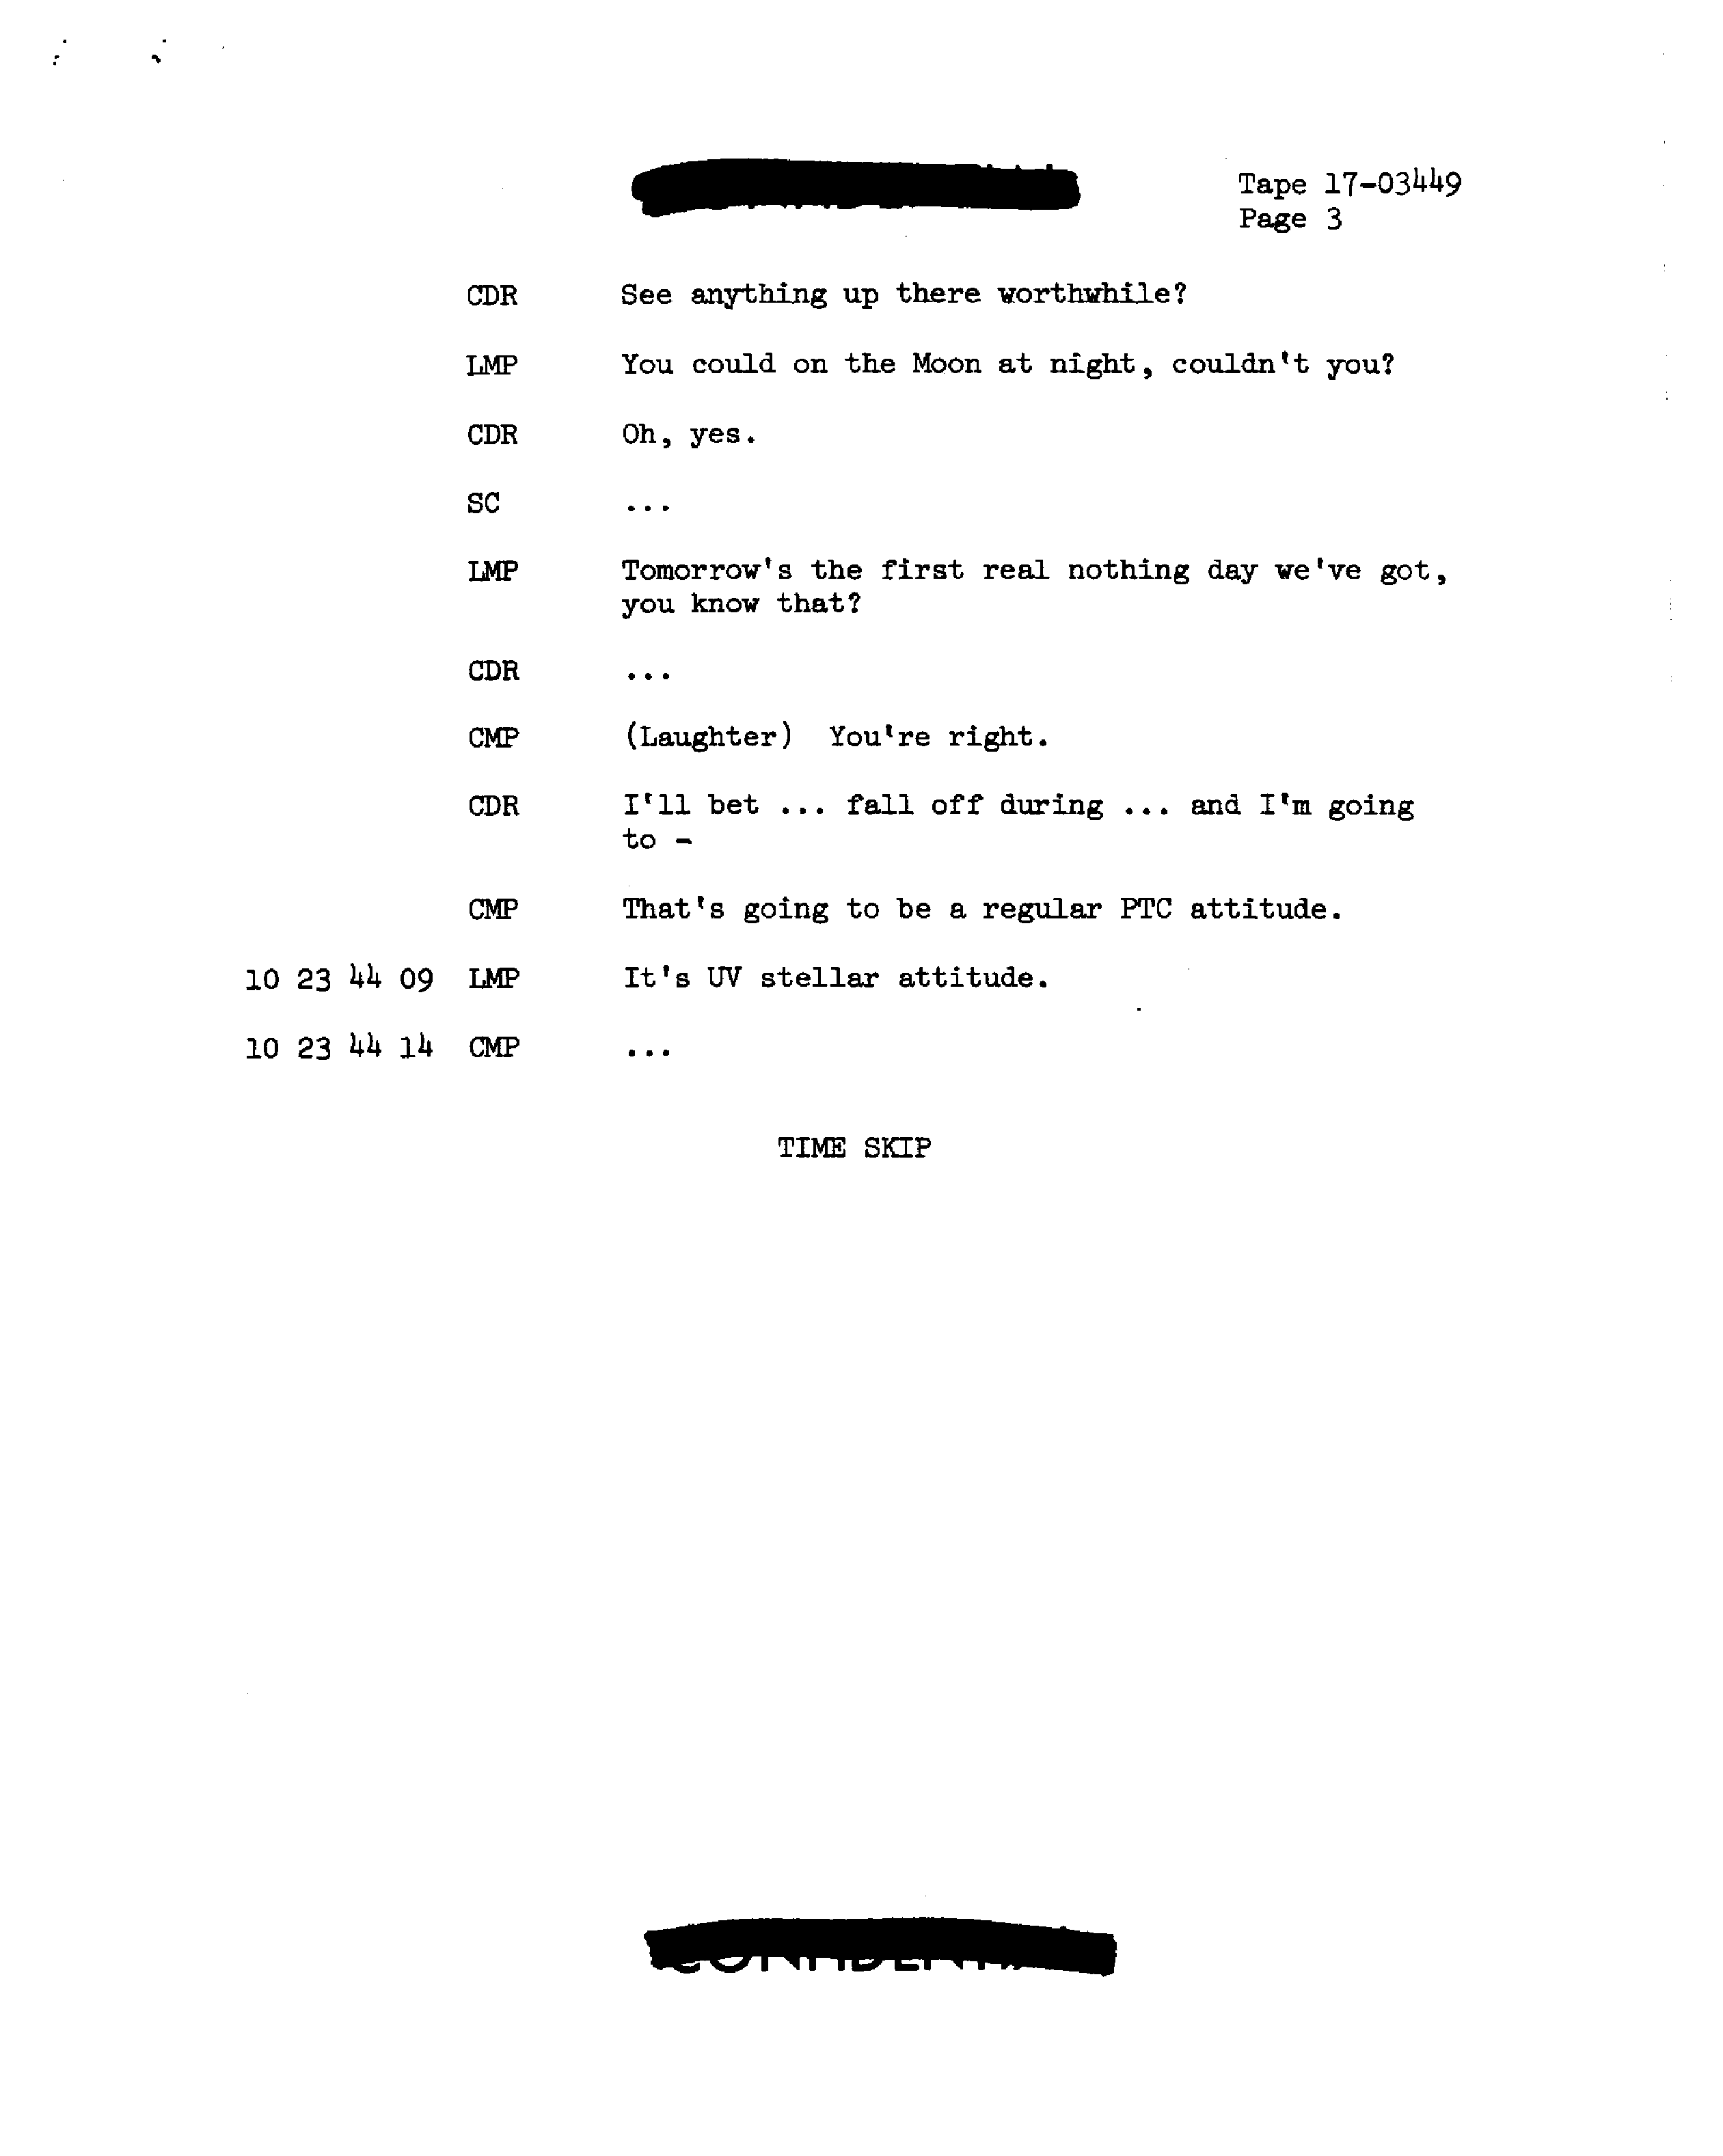 Tape 17-03449
Page 3
CDR See anything up there worthwhile?
LMP You could on the Moon at night, couldn't you?
CDR Oh, yes.
SC ...
LMP Tomorrow's the first real nothing day we've got,
you know that?
CDR ...
CMP (Laughter) You're right.
CDR I'll bet ... fall off during ... and I'm going
to -
CMP That's going to be a regular PTC attitude.
10 23 44 09 LMP It's UV stellar attitude.
10 23 44 14 CMP ...
TIME SKIP